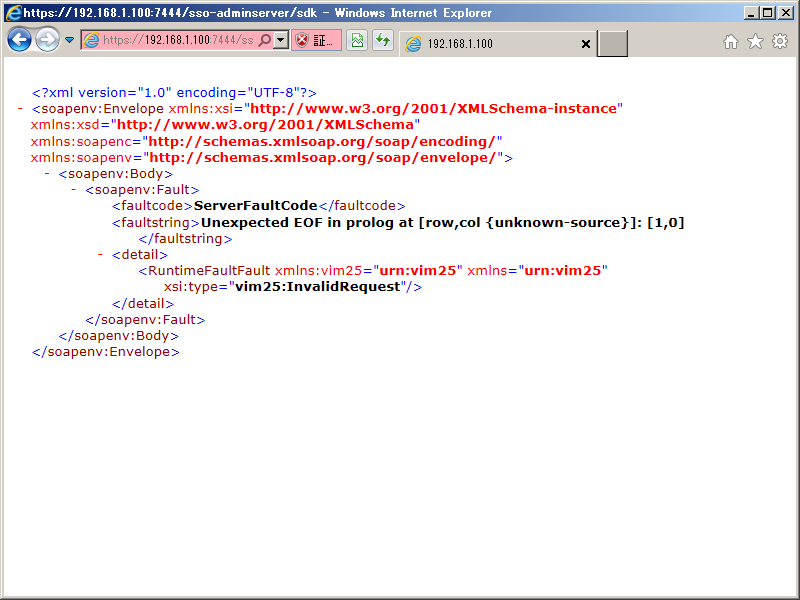 https://192.168.1.100:7444/sso-adminserver/sdk - Windows Internet Explorer
https://192.168.1.100:7444/ss
証...
192.168.1.100
<?xml version="1.0" encoding="UTF-8"?>
- <soapenv:Envelope xmlns:xsi="http://www.w3.org/2001/XMLSchema-instance"
xmlns:xsd="http://www.w3.org/2001/XMLSchema"
xmlns:soapenc="http://schemas.xmlsoap.org/soap/encoding/"
xmlns:soapenv="http://schemas.xmlsoap.org/soap/envelope/">
- <soapenv:Body>
- <soapenv:Fault>
<faultcode>ServerFaultCode</faultcode>
<faultstring>Unexpected EOF in prolog at [row,col {unknown-source}]: [1,0]
</faultstring>
- <detail>
<RuntimeFaultFault xmlns:vim25="urn:vim25" xmlns="urn:vim25"
xsi:type="vim25:InvalidRequest"/>
</detail>
</soapenv:Fault>
</soapenv:Body>
</soapenv:Envelope>